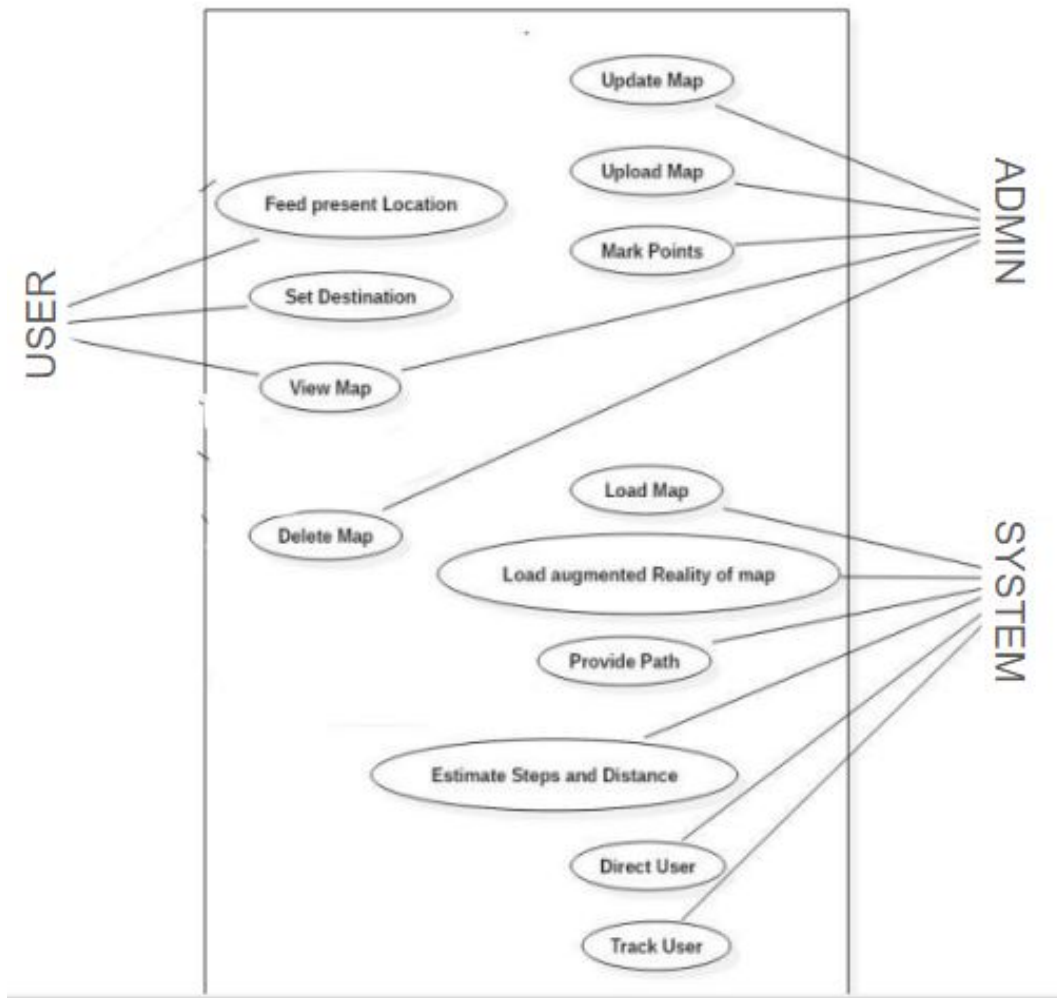 Update Map
Upload Map
Mark Points
ADMIN
Feed present Location
Set Destination
View Map
USER
Delete Map
Load Map
Load augmented Reality of map
Provide Path
Estimate Steps and Distance
Direct User
Track User
SYSTEM